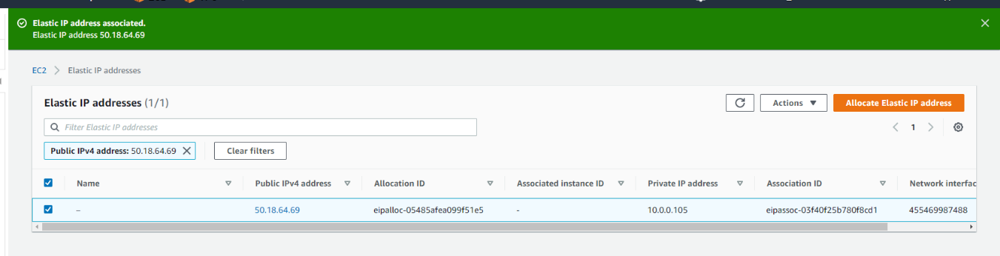 Elastic IP address associated.
Elastic IP address 50.18.64.69
EC2 > Elastic IP addresses
Elastic IP addresses (1/1)
Actions
Allocate Elastic IP address
Filter Elastic IP addresses
1
Public IPv4 address: 50.18.64.69
Clear filters
Name Public IPv4 address Allocation ID Associated instance ID Private IP address Association ID Network interfac
– 50.18.64.69 eipalloc-05485afea099f51e5 - 10.0.0.105 eipassoc-03f40f25b780f8cd1 455469987488